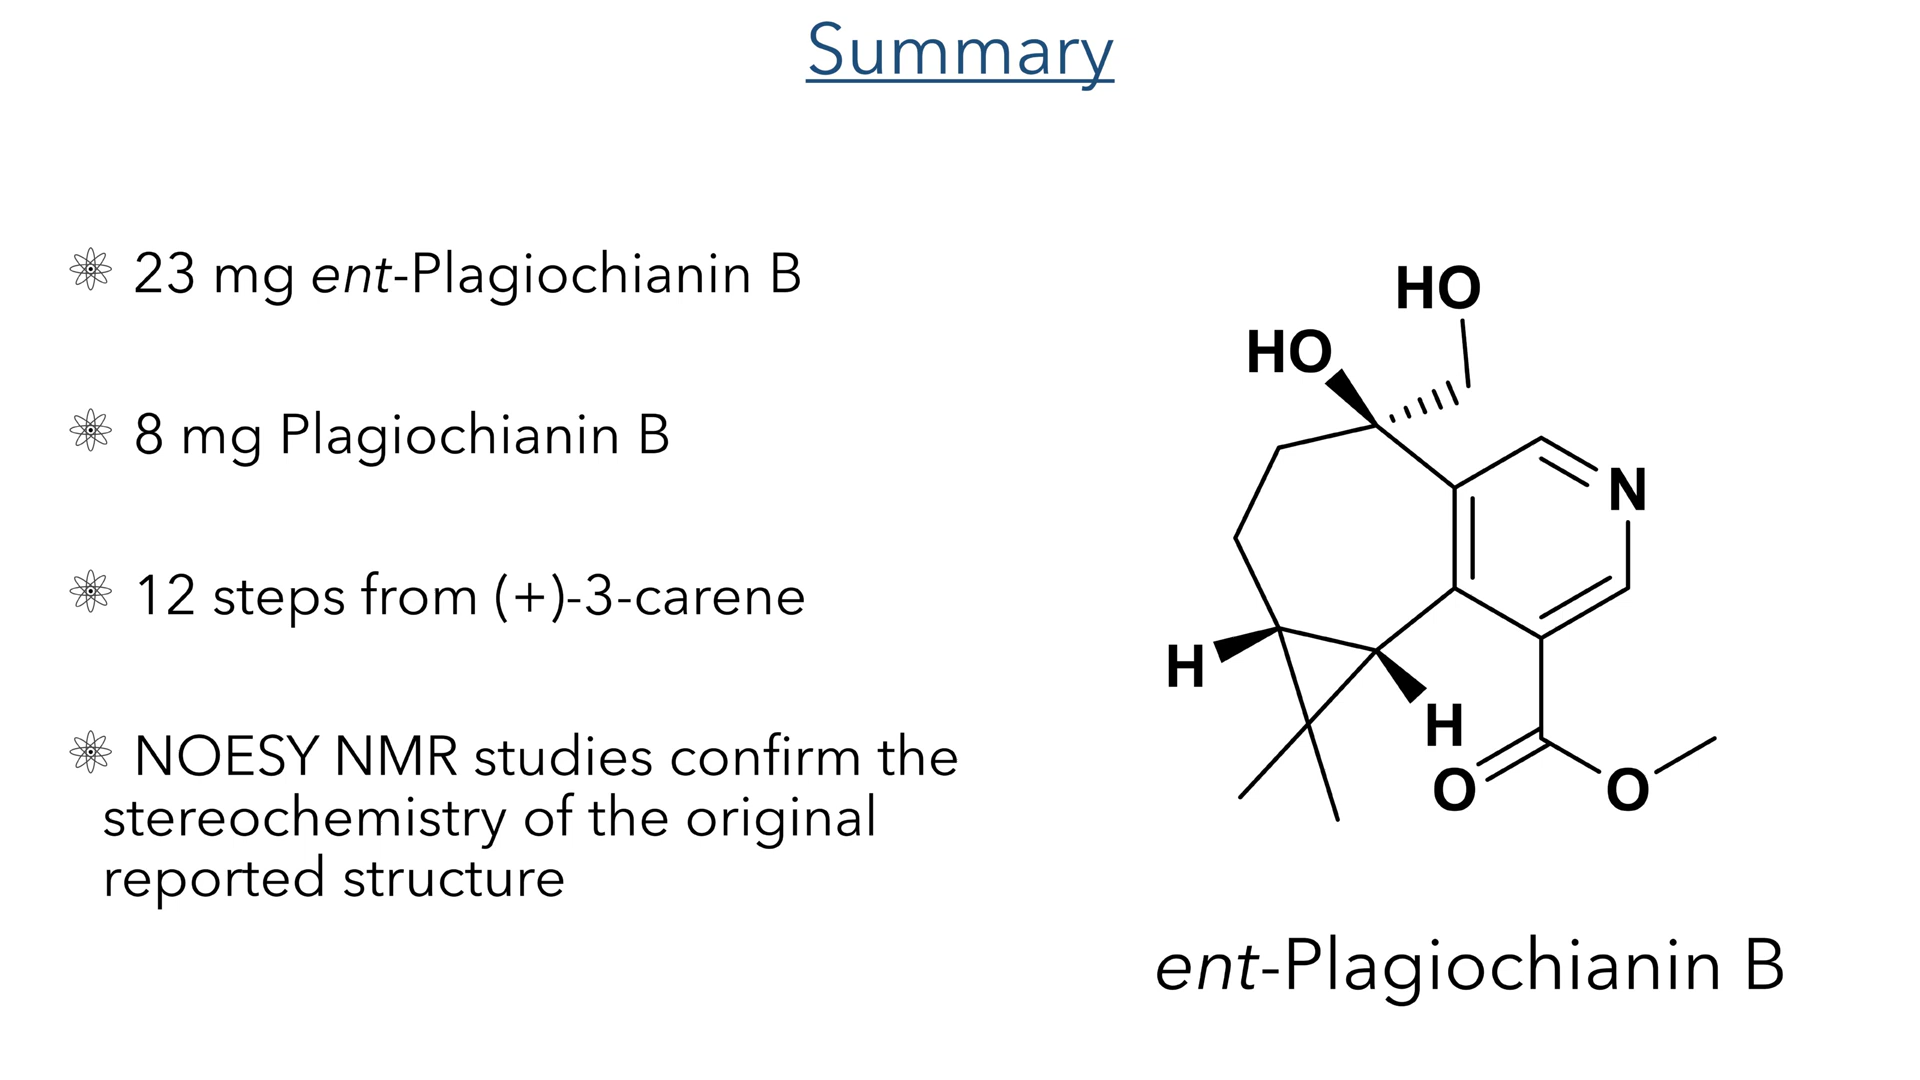 Summary
23 mg ent-Plagiochianin B
8 mg Plagiochianin B
12 steps from (+)-3-carene
NOESY NMR studies confirm the
stereochemistry of the original
reported structure
HO
HO
N
H
H
O
O
ent-Plagiochianin B